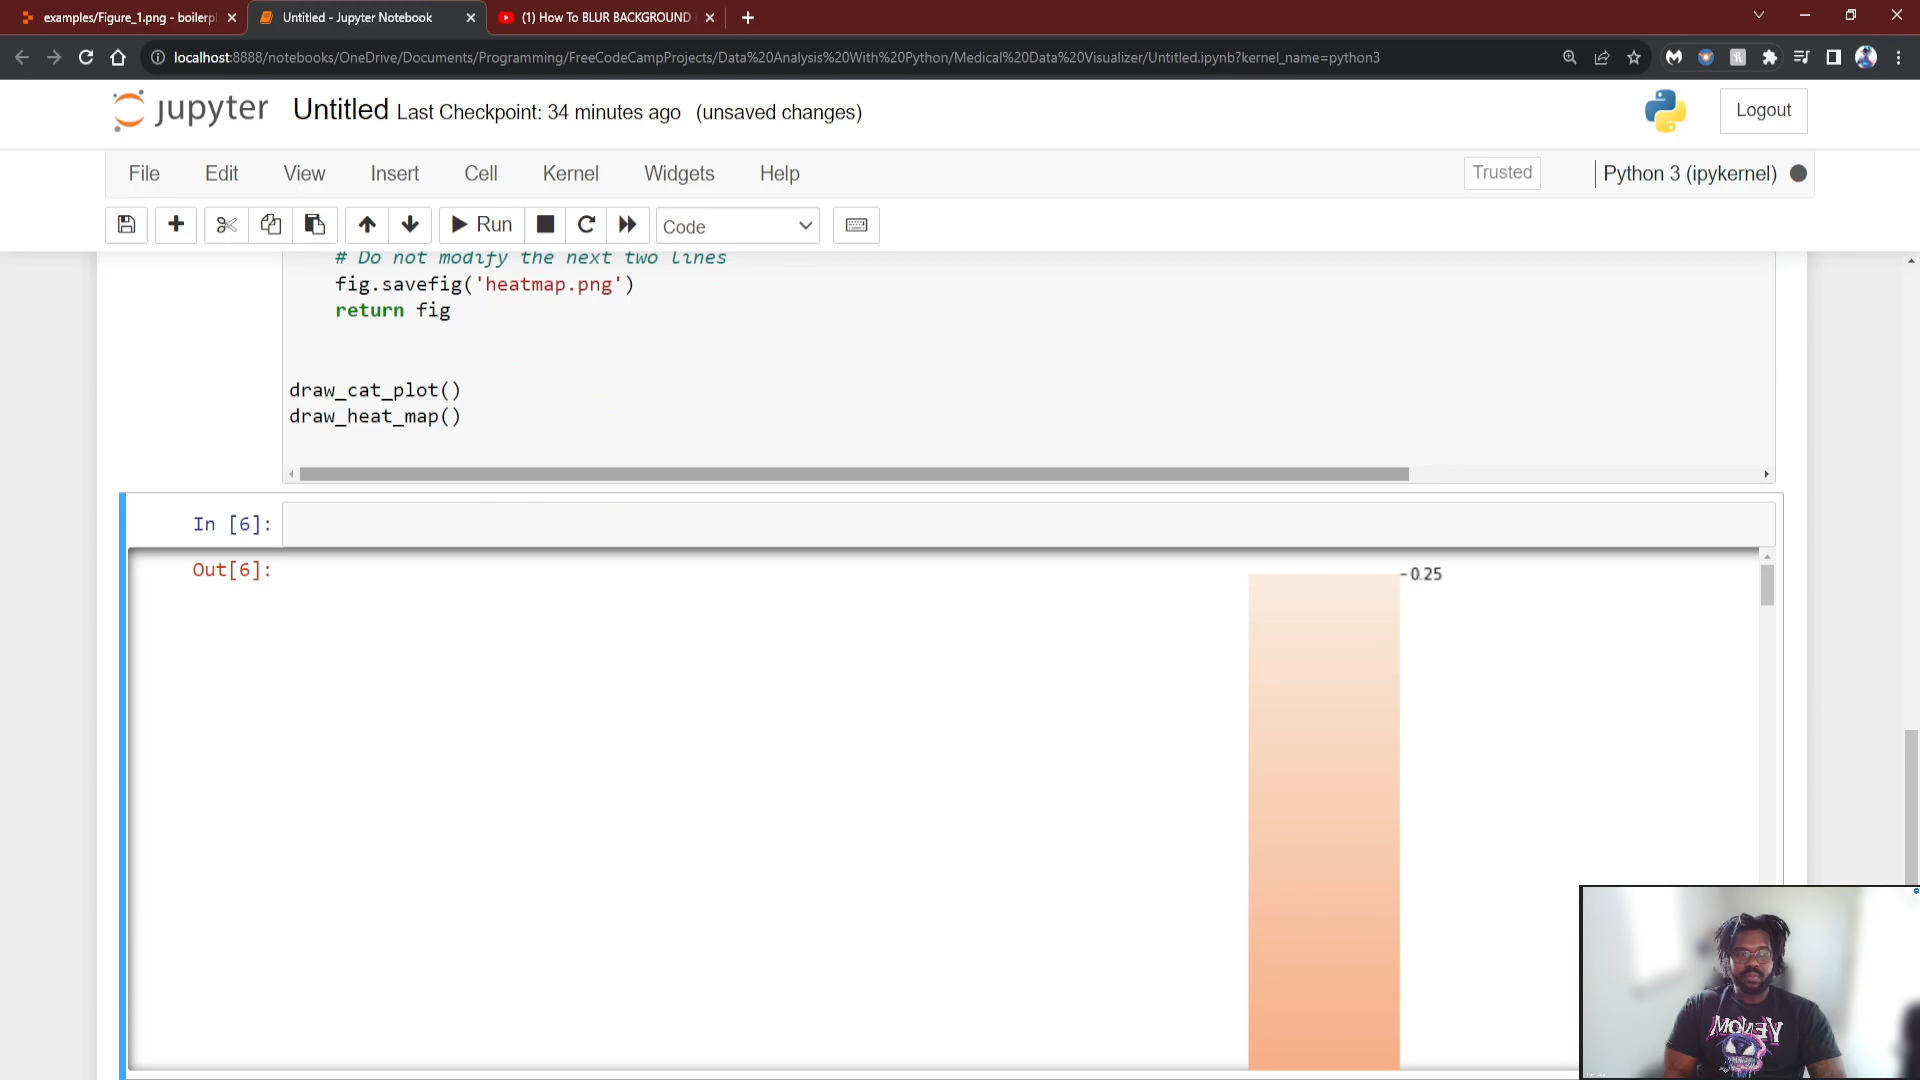 examples/Figure_1.png - boilerpl
Untitled - Jupyter Notebook
(1) How To BLUR BACKGROUND
localhost:8888/notebooks/OneDrive/Documents/Programming/FreeCodeCampProjects/Data%20Analysis%20With%20Python/Medical%20Data%20Visualizer/Untitled.ipynb?kernel_name=python3
jupyter Untitled Last Checkpoint: 34 minutes ago (unsaved changes)
Logout
File Edit View Insert Cell Kernel Widgets Help
Trusted
Python 3 (ipykernel)
Run
Code
# Do not modify the next two lines
fig.savefig('heatmap.png')
return fig
draw_cat_plot()
draw_heat_map()
In [6]:
Out[6]:
- 0.25
VENOM